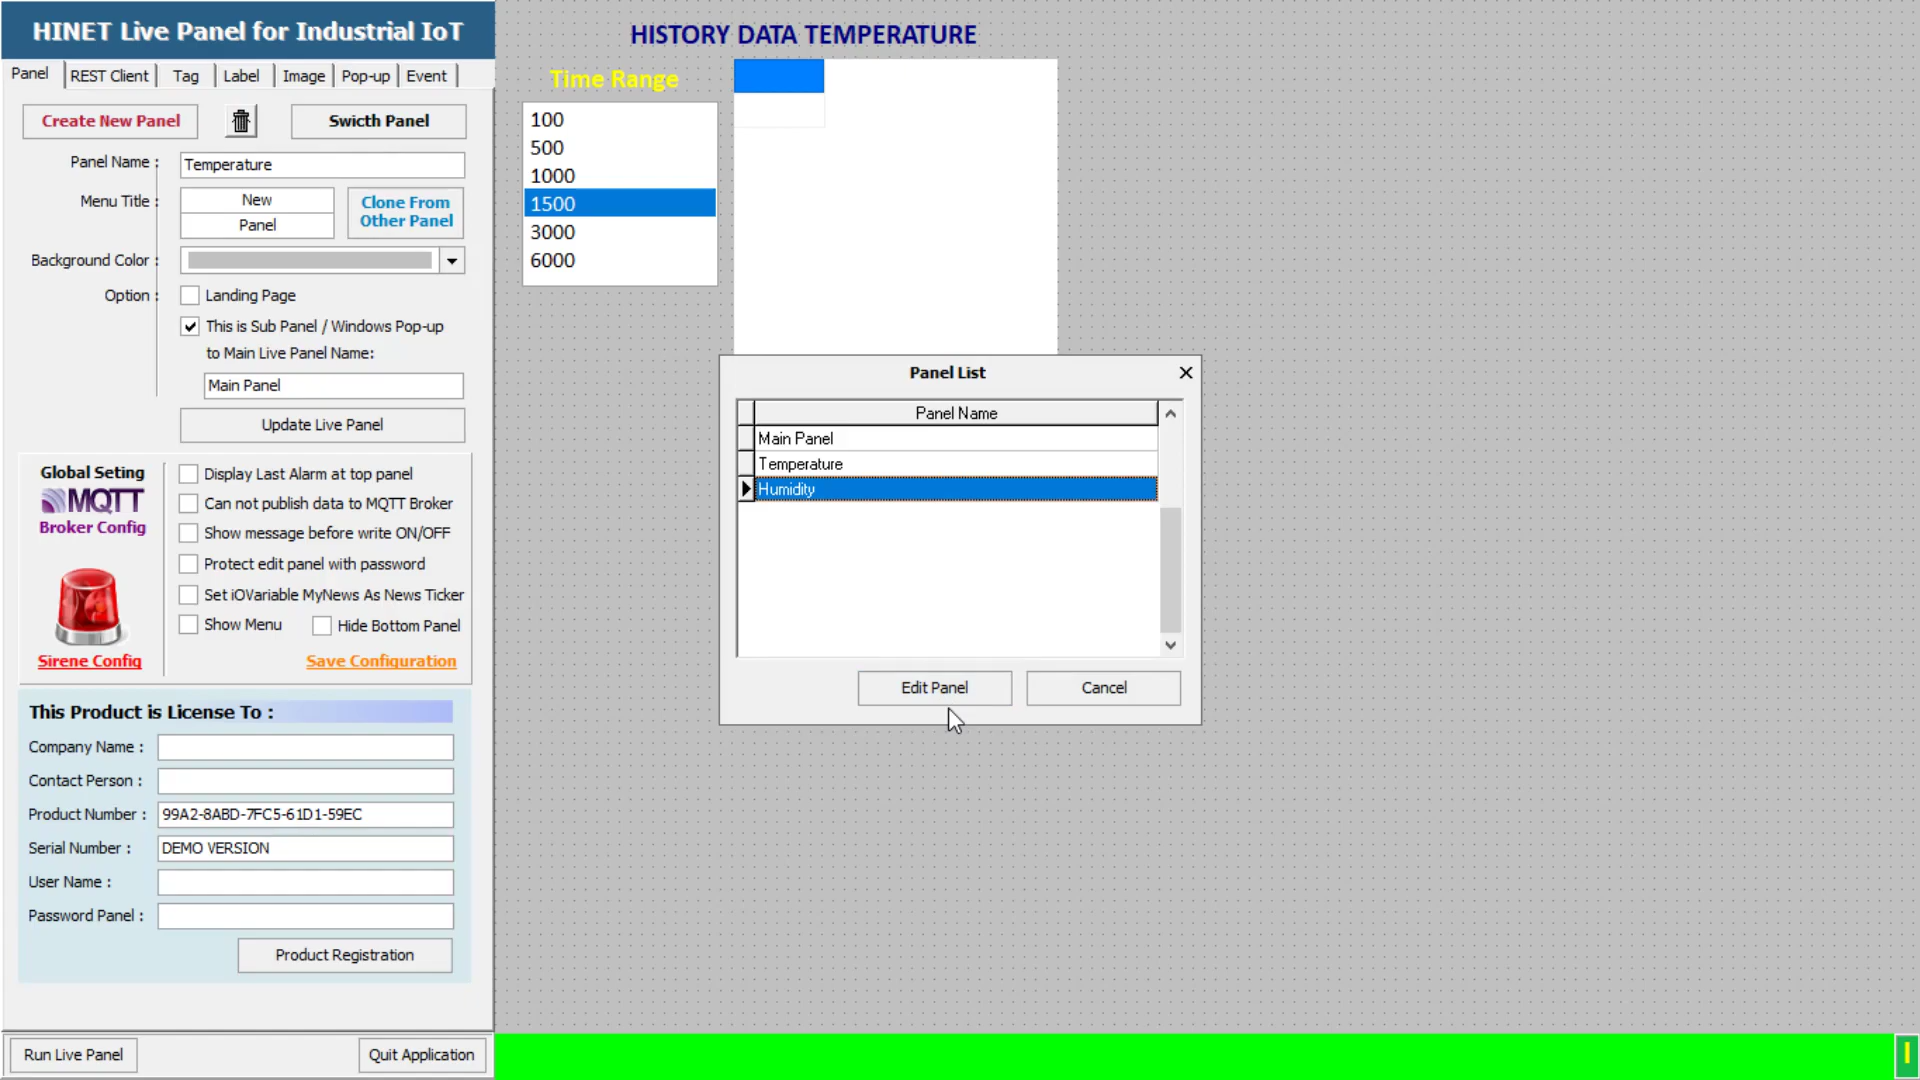 HINET Live Panel for Industrial IoT
Panel
REST Client
Tag
Label
Image
Pop-up
Event
Create New Panel
Swicth Panel
Panel Name :
Temperature
Menu Title :
New
Panel
Clone From
Other Panel
Background Color :
Option :
Landing Page
This is Sub Panel / Windows Pop-up
to Main Live Panel Name:
Main Panel
Update Live Panel
Global Seting
MQTT
Broker Config
Sirene Config
Display Last Alarm at top panel
Can not publish data to MQTT Broker
Show message before write ON/OFF
Protect edit panel with password
Set iOVariable MyNews As News Ticker
Show Menu
Hide Bottom Panel
Save Configuration
This Product is License To :
Company Name :
Contact Person :
Product Number :
99A2-8ABD-7FC5-61D1-59EC
Serial Number :
DEMO VERSION
User Name :
Password Panel :
Product Registration
Run Live Panel
Quit Application
HISTORY DATA TEMPERATURE
Time Range
100
500
1000
1500
3000
6000
Panel List
Panel Name
Main Panel
Temperature
Humidity
Edit Panel
Cancel
I